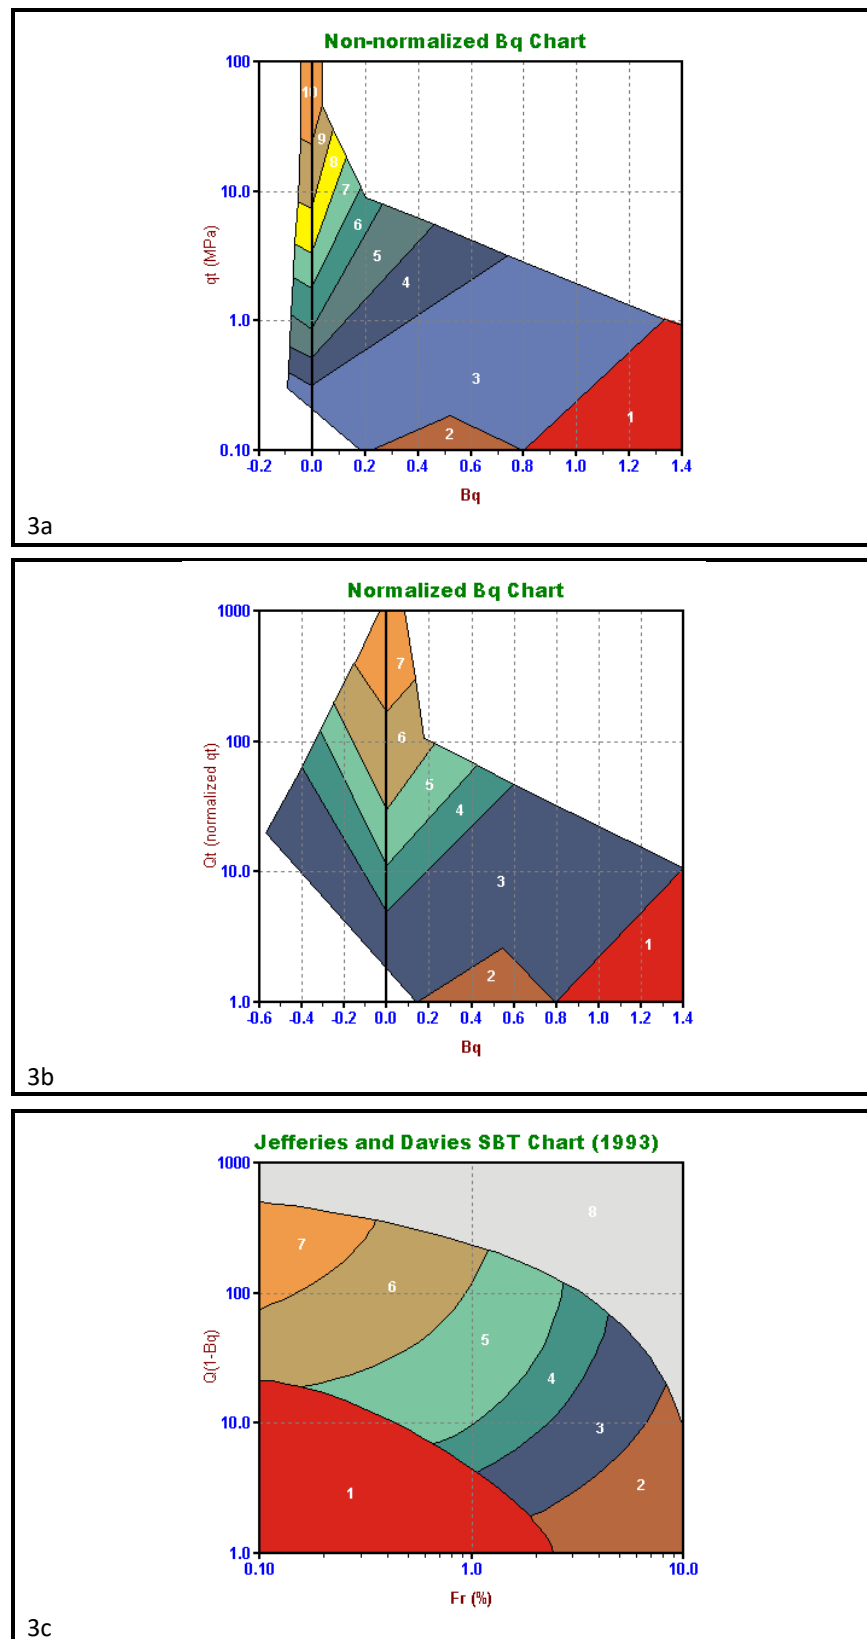 Non-normalized Bq Chart
100
10
9
8
10.0
7
6
5
qt (MPa)
4
1.0
3
1
2
0.10
-0.2 0.0 0.2 0.4 0.6 0.8 1.0 1.2 1.4
Bq
3a
Normalized Bq Chart
1000
7
100
6
5
4
Qt (normalized qt)
10.0
3
1
2
1.0
-0.6 -0.4 -0.2 0.0 0.2 0.4 0.6 0.8 1.0 1.2 1.4
Bq
3b
Jefferies and Davies SBT Chart (1993)
1000
8
7
100
6
5
Q(1-Bq)
4
10.0
3
2
1
1.0
0.10 1.0 10.0
Fr (%)
3c